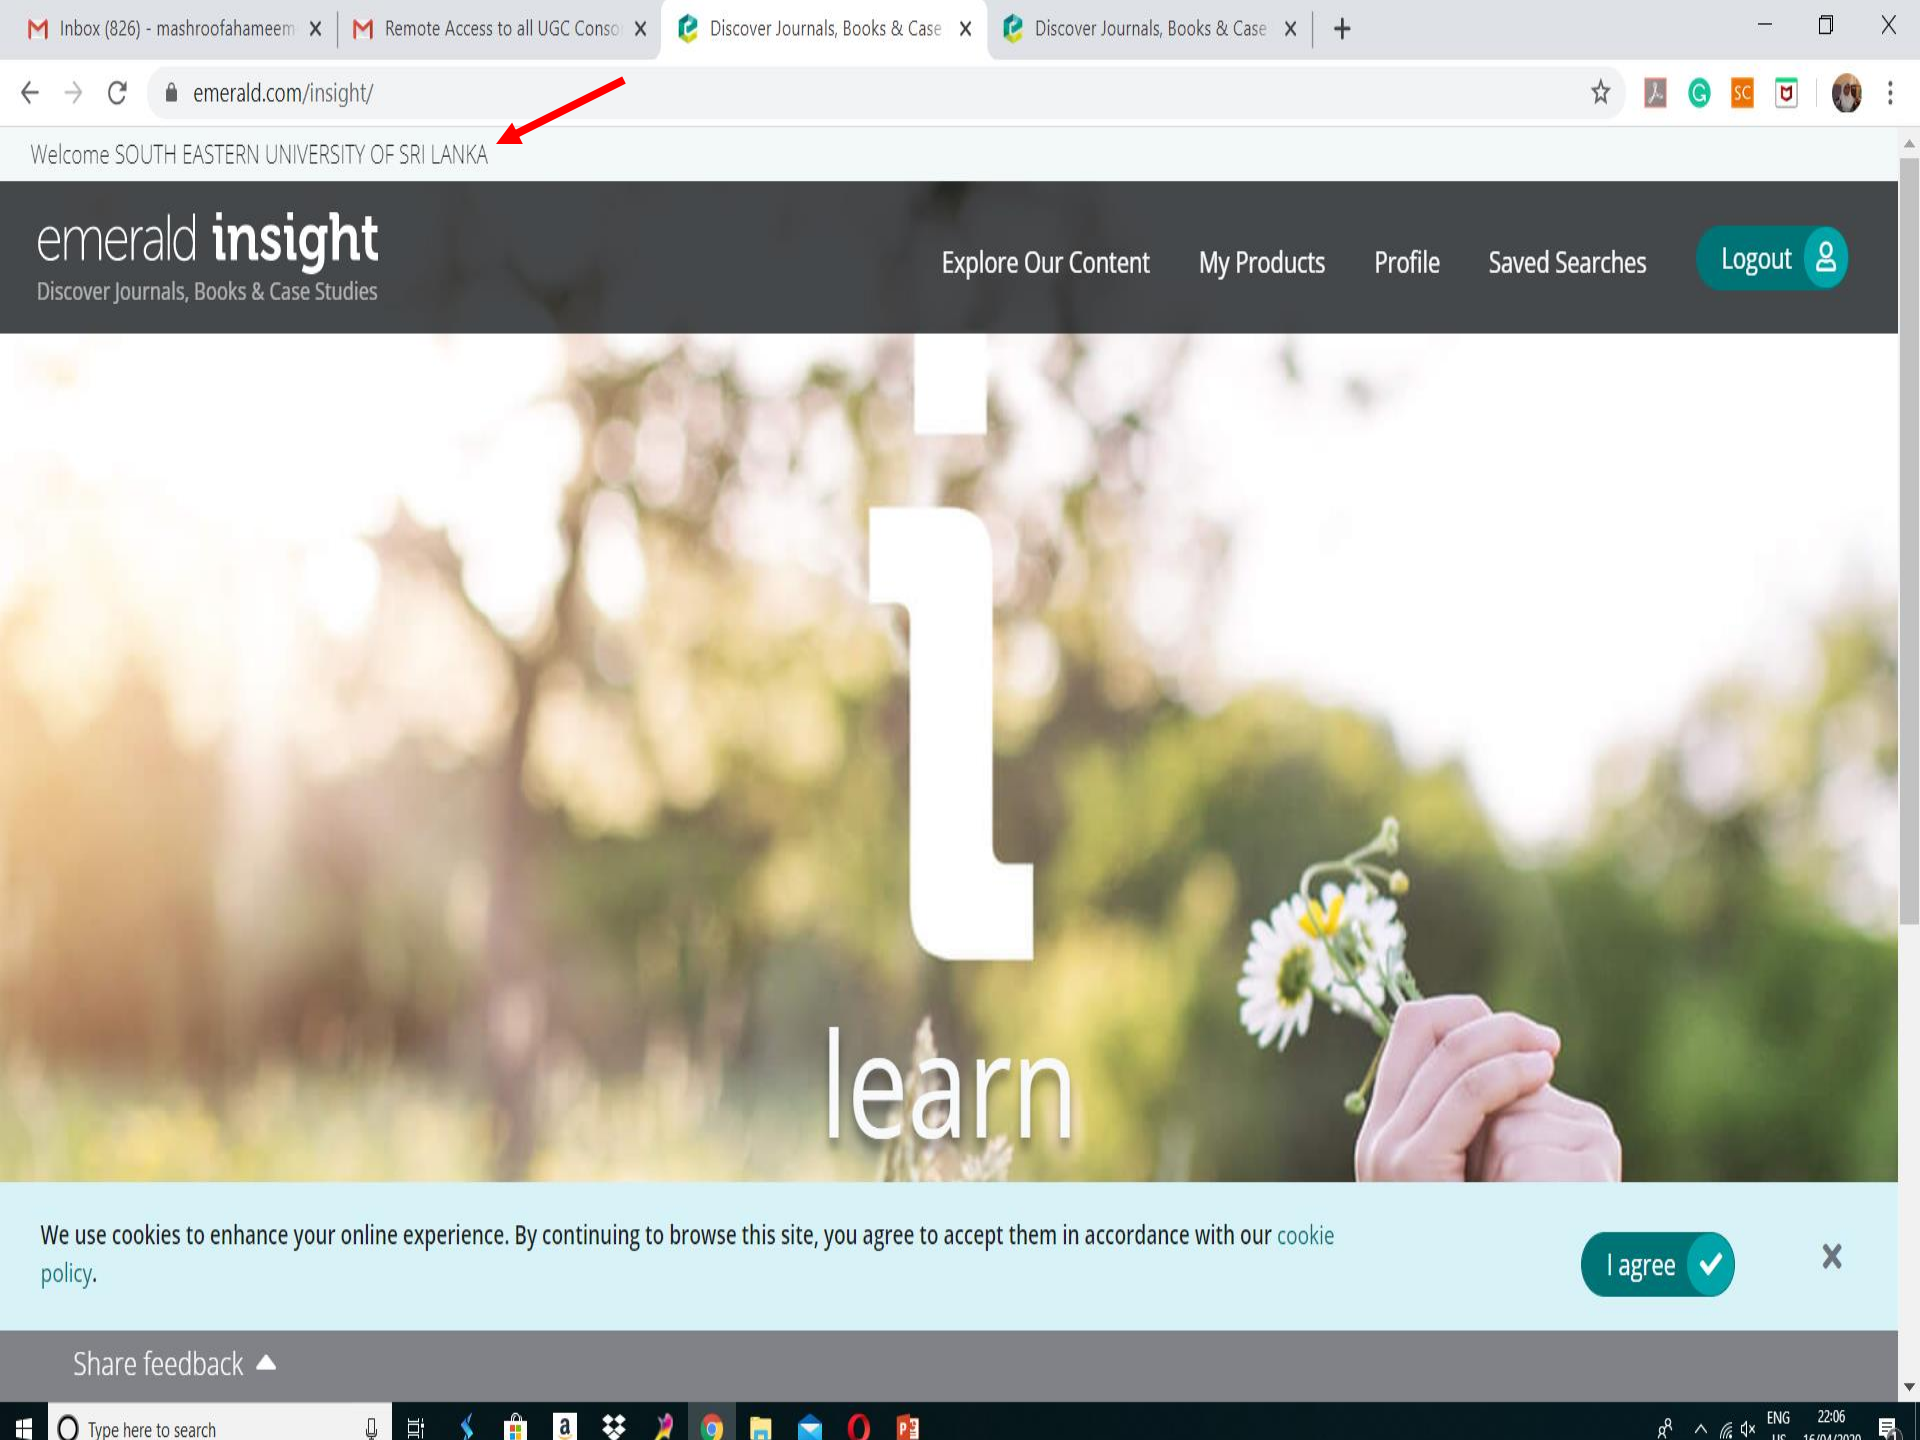 Inbox (826) - mashroofahameem
Remote Access to all UGC Conso
Discover Journals, Books & Case
Discover Journals, Books & Case
emerald.com/insight/
Welcome SOUTH EASTERN UNIVERSITY OF SRI LANKA
emerald insight
Discover Journals, Books & Case Studies
Explore Our Content
My Products
Profile
Saved Searches
Logout
i
learn
We use cookies to enhance your online experience. By continuing to browse this site, you agree to accept them in accordance with our cookie
policy.
I agree
Share feedback
Type here to search
ENG
22:06
US
16/04/2020